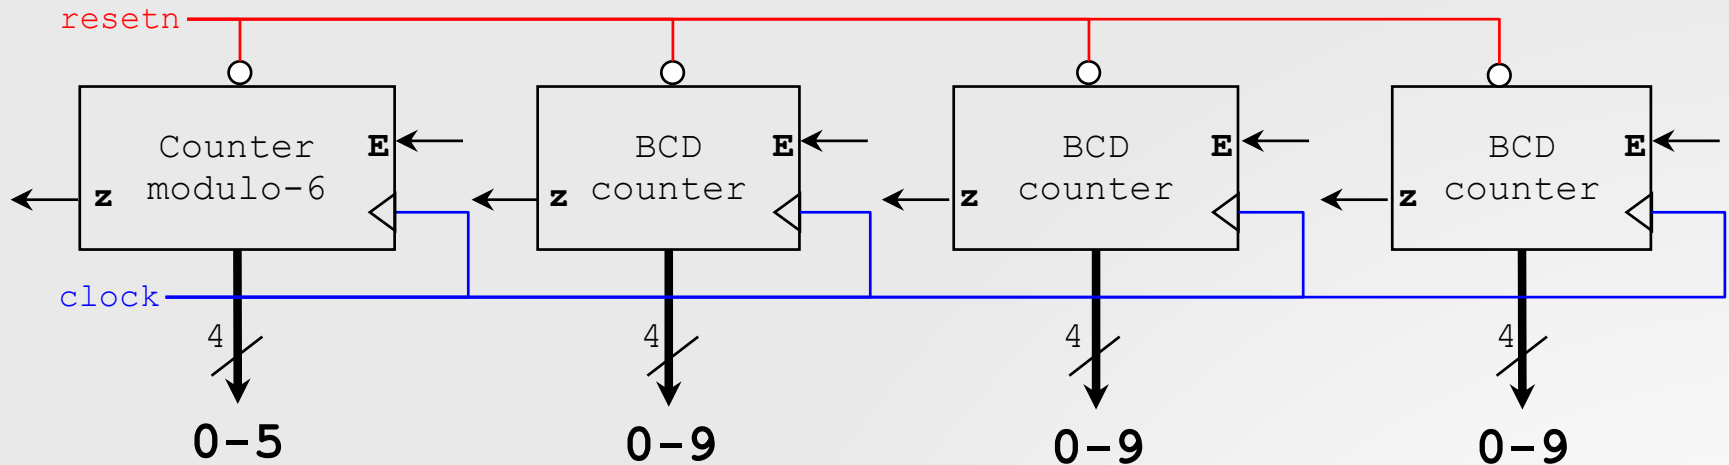 resetn
Counter
modulo-6
E
z
BCD
counter
E
z
BCD
counter
E
z
BCD
counter
E
z
clock
4
4
4
4
0-5
0-9
0-9
0-9